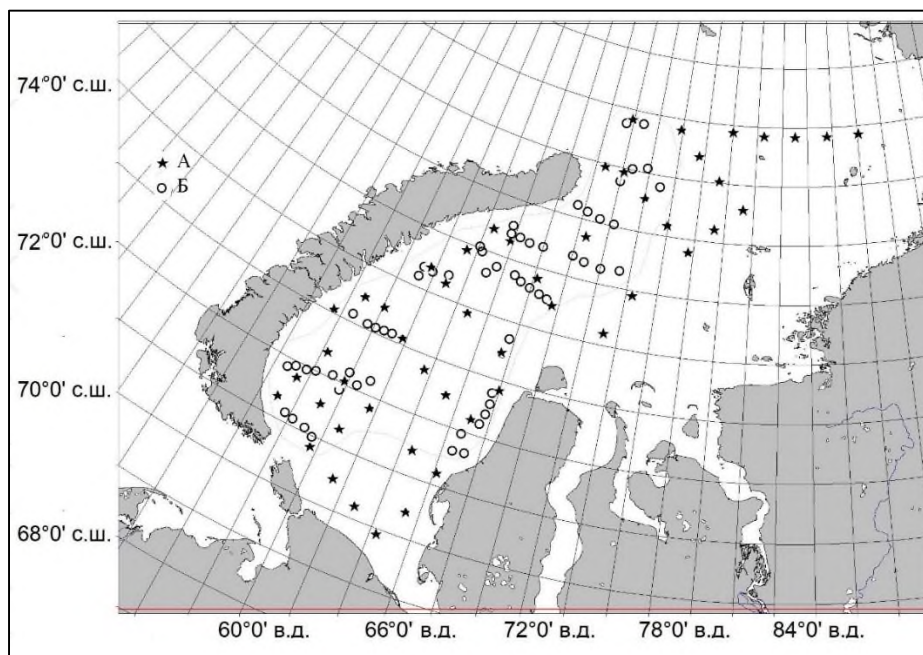 74°0' с.ш.
А
Б
72°0' с.ш.
70°0' с.ш.
68°0' с.ш.
60°0' в.д. 66°0' в.д. 72°0' в.д. 78°0' в.д. 84°0' в.д.